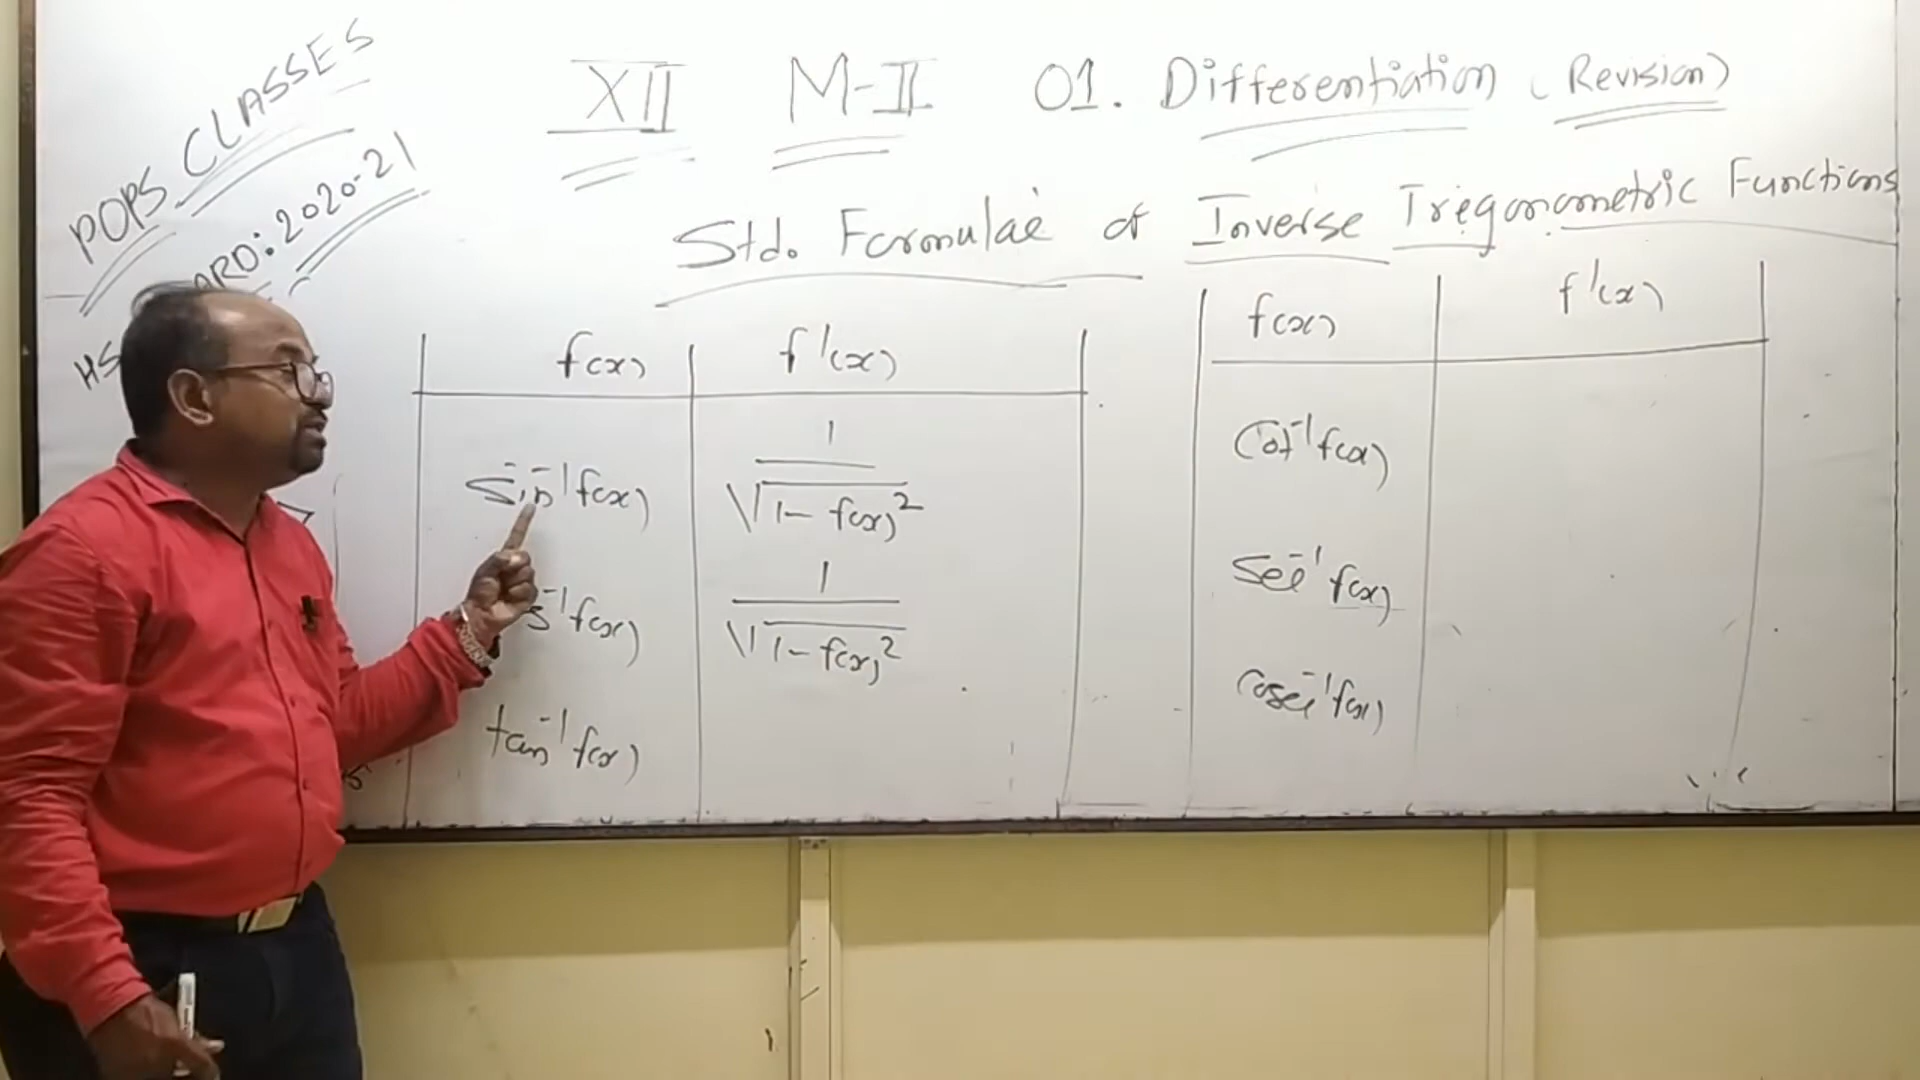 POPS CLASSES
XII M-II 01. Differentiation (Revision)
ARD: 2020-21
HS
Std. Formulae of Inverse Trigonometric Functions
f(x) f'(x)
sin⁻¹f(x) 1/√1-f(x)²
s⁻¹f(x) 1/√1-f(x)²
tan⁻¹f(x)
f(x) f'(x)
Cot⁻¹f(x)
Sec⁻¹f(x)
Cosec⁻¹f(x)